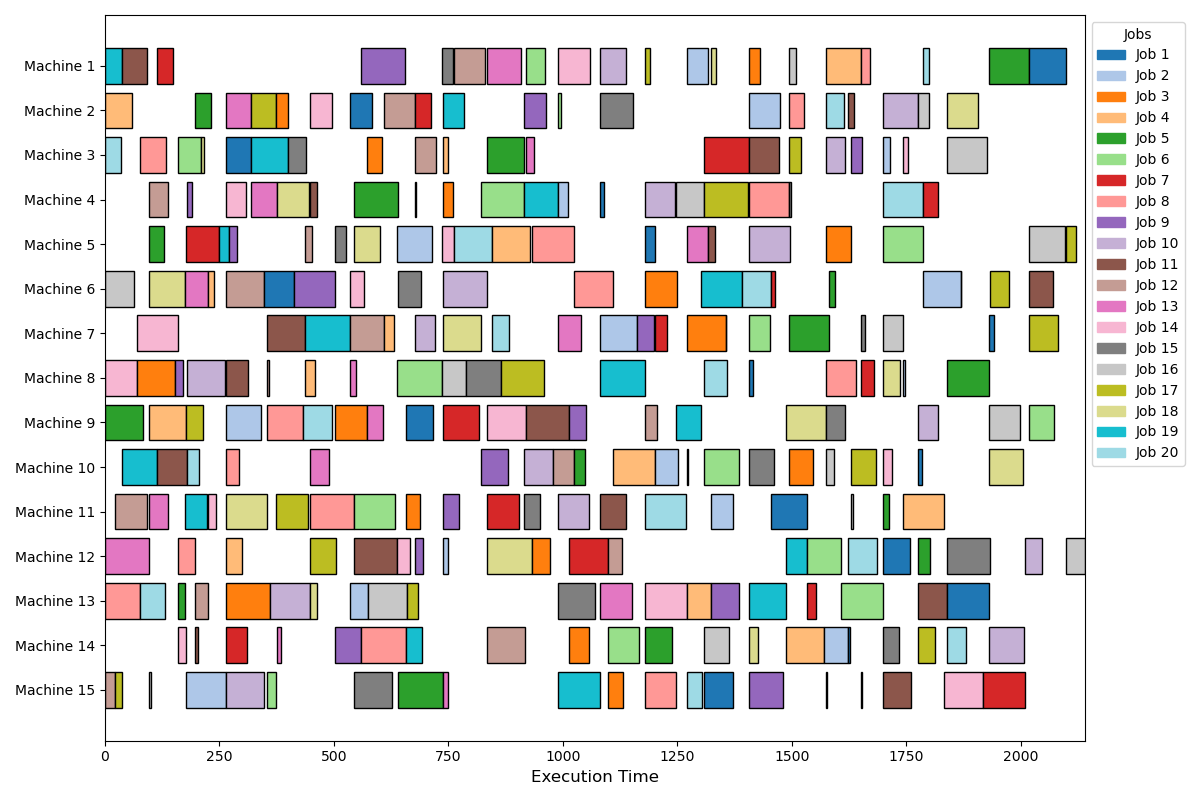 Machine 1
Machine 2
Machine 3
Machine 4
Machine 5
Machine 6
Machine 7
Machine 8
Machine 9
Machine 10
Machine 11
Machine 12
Machine 13
Machine 14
Machine 15
0 250 500 750 1000 1250 1500 1750 2000
Execution Time
Jobs
Job 1
Job 2
Job 3
Job 4
Job 5
Job 6
Job 7
Job 8
Job 9
Job 10
Job 11
Job 12
Job 13
Job 14
Job 15
Job 16
Job 17
Job 18
Job 19
Job 20